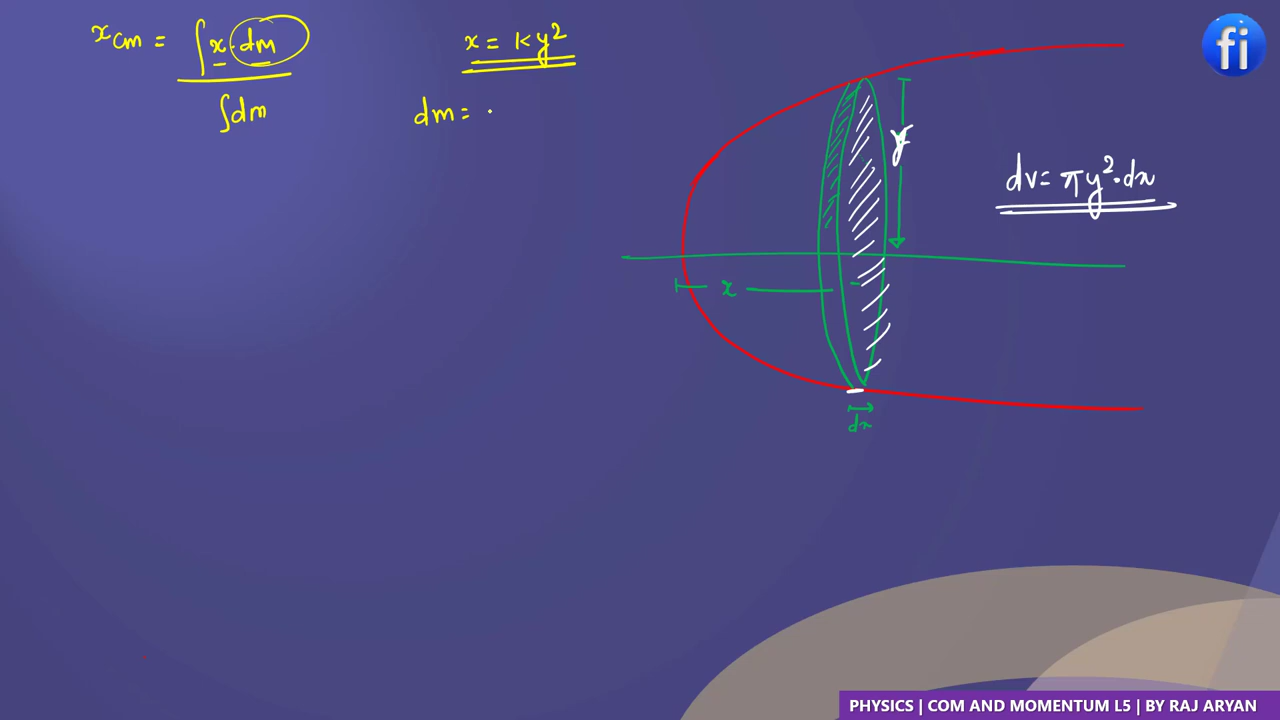 x_cm = ∫x·dm / ∫dm
x = Ky²
dm = ·
fi
y
dv = πy²·dx
x
dx
PHYSICS | COM AND MOMENTUM L5 | BY RAJ ARYAN